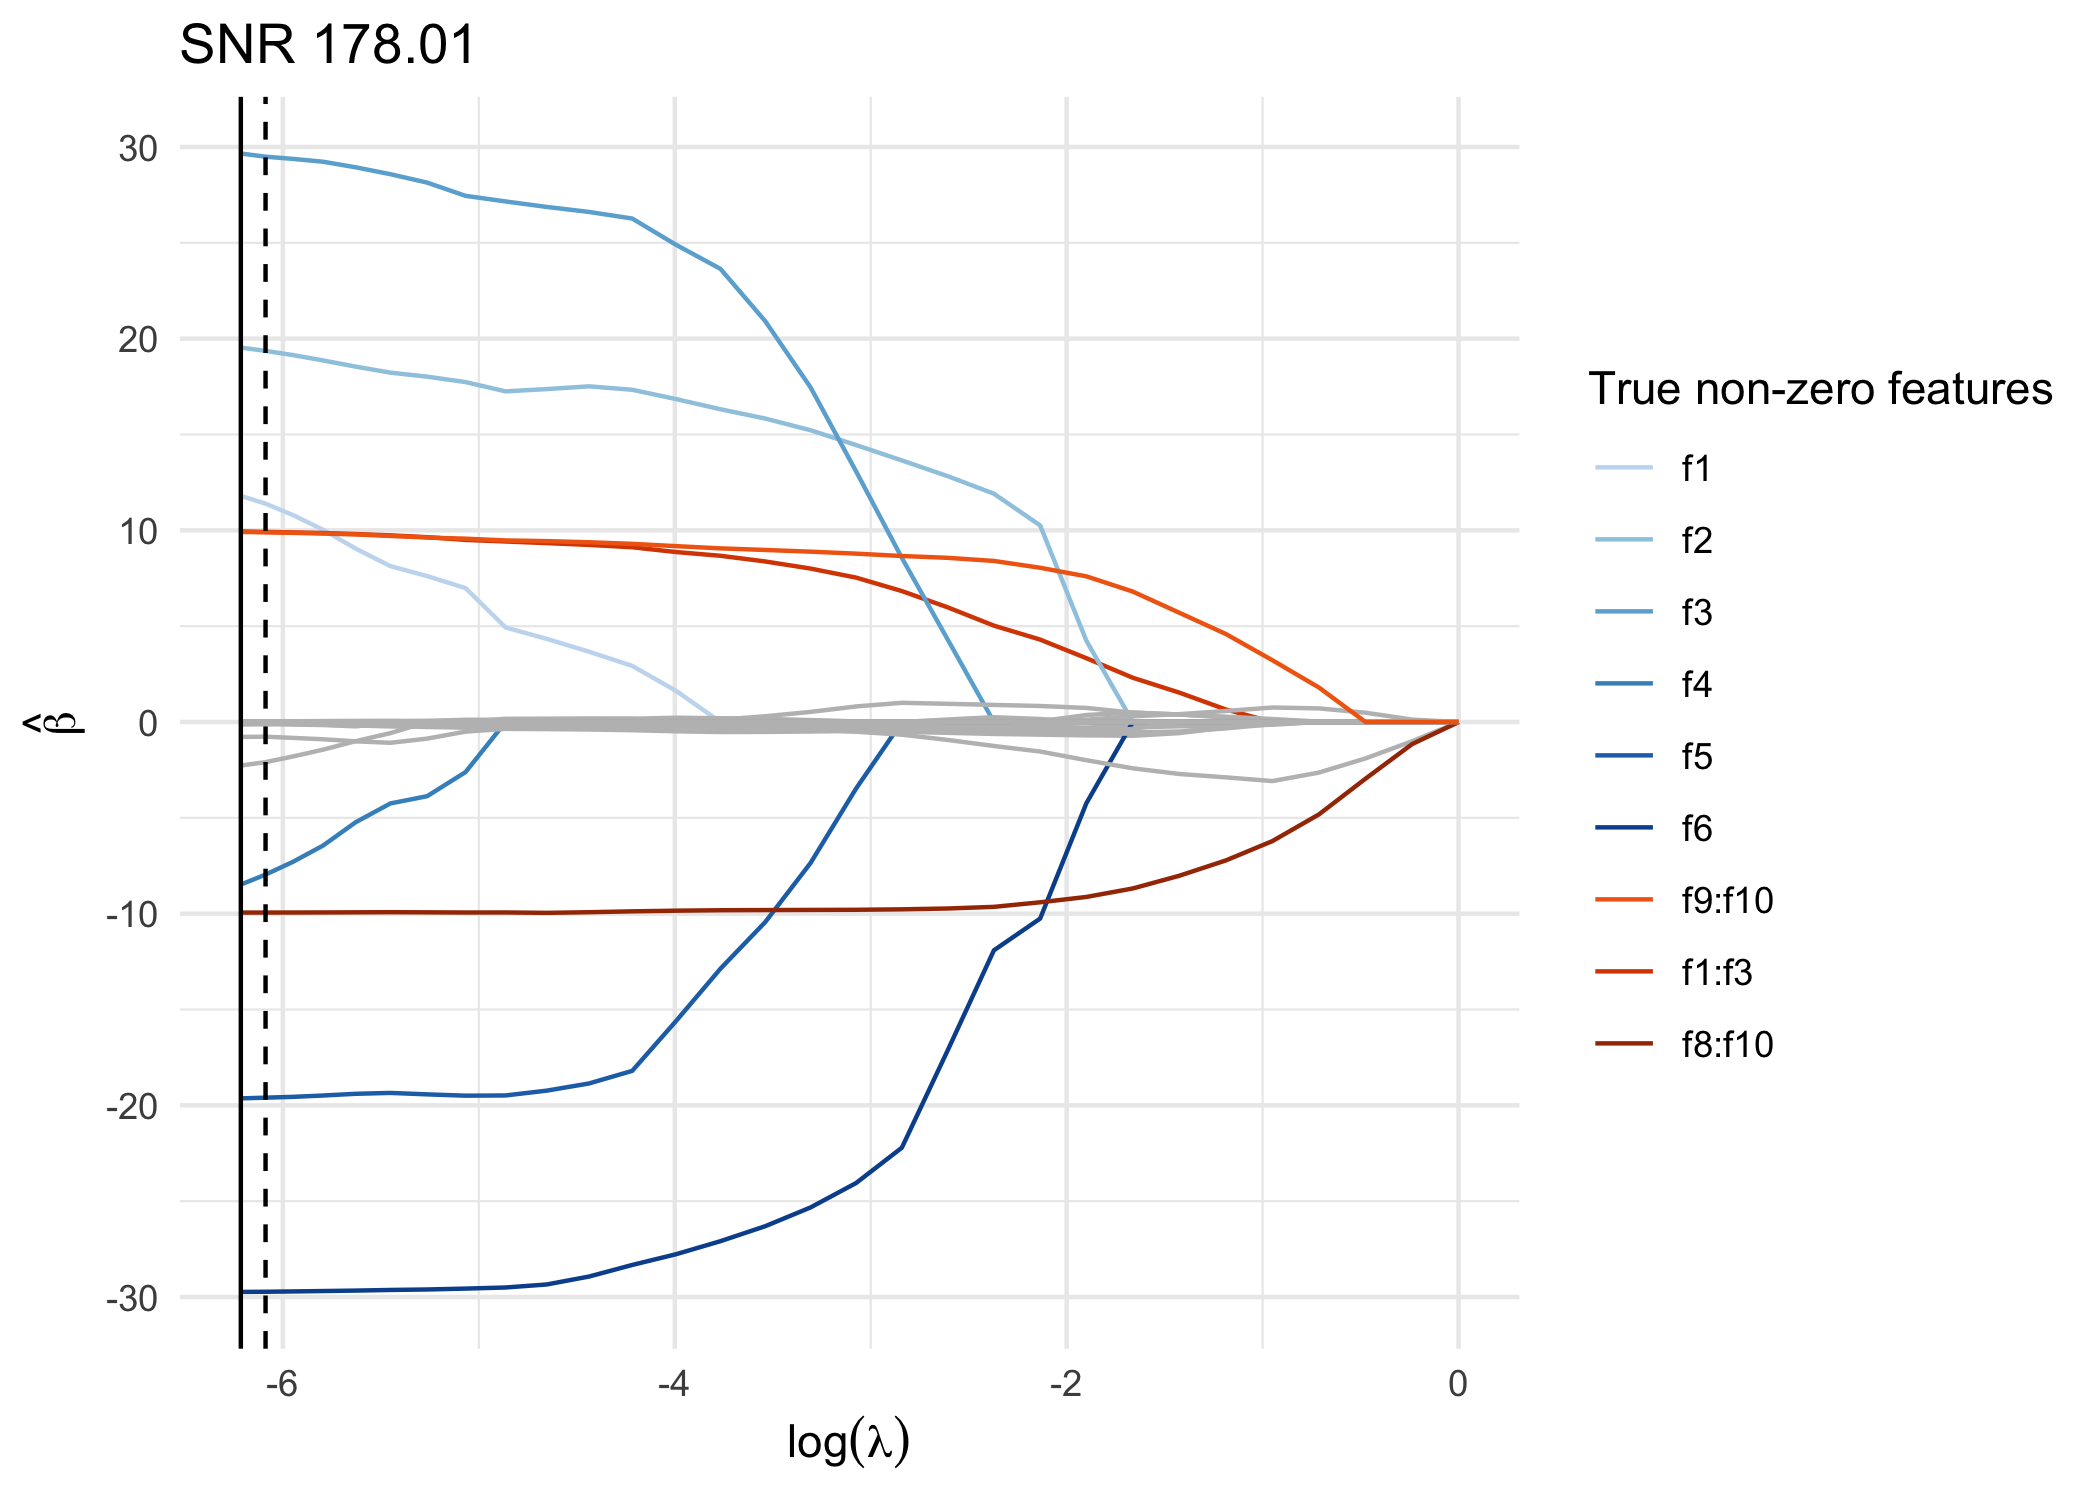 SNR 178.01
30
20
10
0
-10
-20
-30
β̂
-6
-4
-2
0
log(λ)
True non-zero features
f1
f2
f3
f4
f5
f6
f9:f10
f1:f3
f8:f10